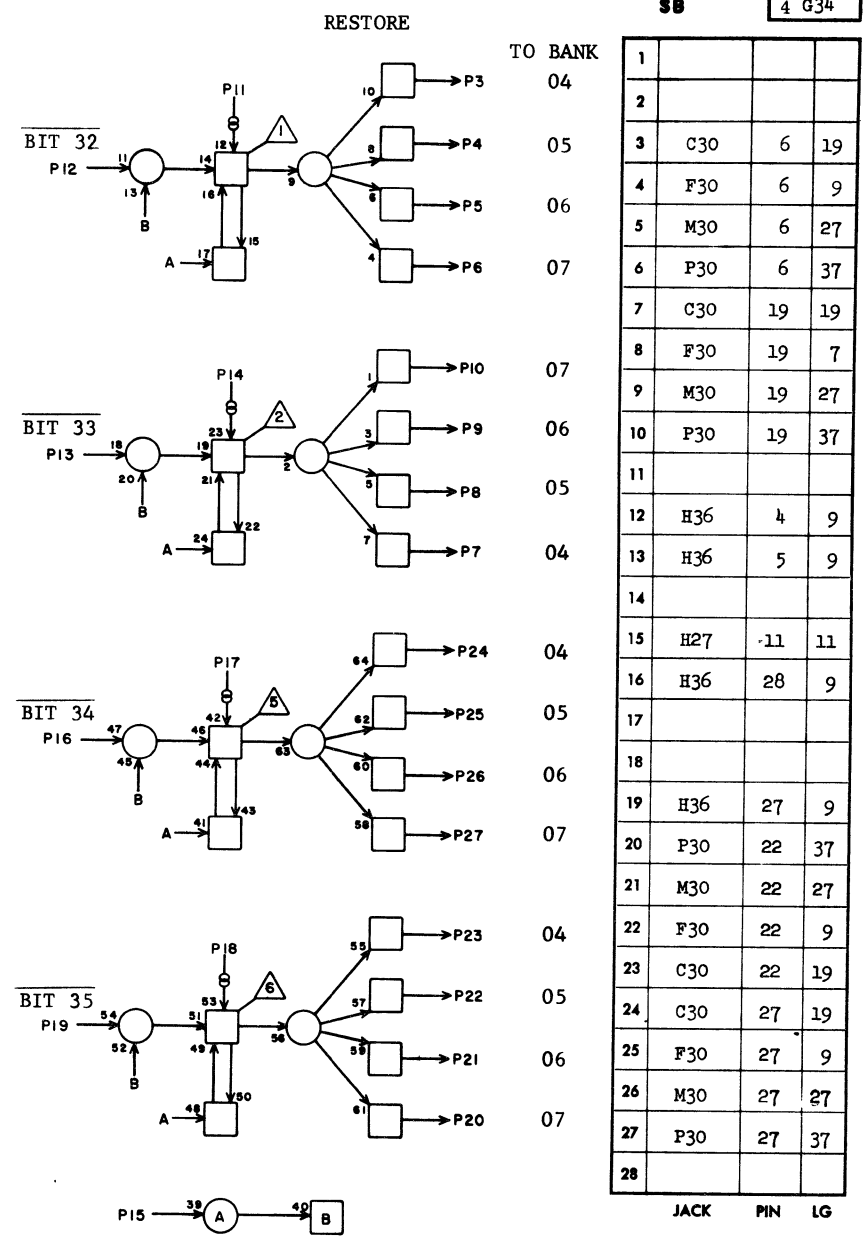 SB
4 G34
RESTORE
TO BANK
P11
10
P3
04
1
12
BIT 32
11
14
8
P4
05
P12
9
13
16
6
P5
06
B
15
17
A
4
P6
07
P14
1
P10
07
2
23
BIT 33
18
19
3
P9
06
P13
2
20
21
5
P8
05
B
22
24
A
7
P7
04
P17
64
P24
04
5
42
BIT 34
47
46
62
P25
05
P16
63
45
44
60
P26
06
B
43
41
A
58
P27
07
P18
55
P23
04
6
53
BIT 35
54
51
57
P22
05
P19
56
52
49
59
P21
06
B
50
48
A
61
P20
07
P15
39
A
40
B
1
2
3 C30 6 19
4 F30 6 9
5 M30 6 27
6 P30 6 37
7 C30 19 19
8 F30 19 7
9 M30 19 27
10 P30 19 37
11
12 H36 4 9
13 H36 5 9
14
15 H27 11 11
16 H36 28 9
17
18
19 H36 27 9
20 P30 22 37
21 M30 22 27
22 F30 22 9
23 C30 22 19
24 C30 27 19
25 F30 27 9
26 M30 27 27
27 P30 27 37
28
JACK PIN LG